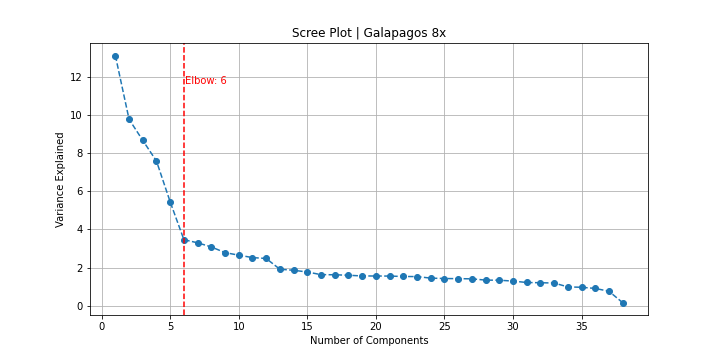 Scree Plot | Galapagos 8x
Variance Explained
12
10
8
6
4
2
0
Elbow: 6
0 5 10 15 20 25 30 35
Number of Components